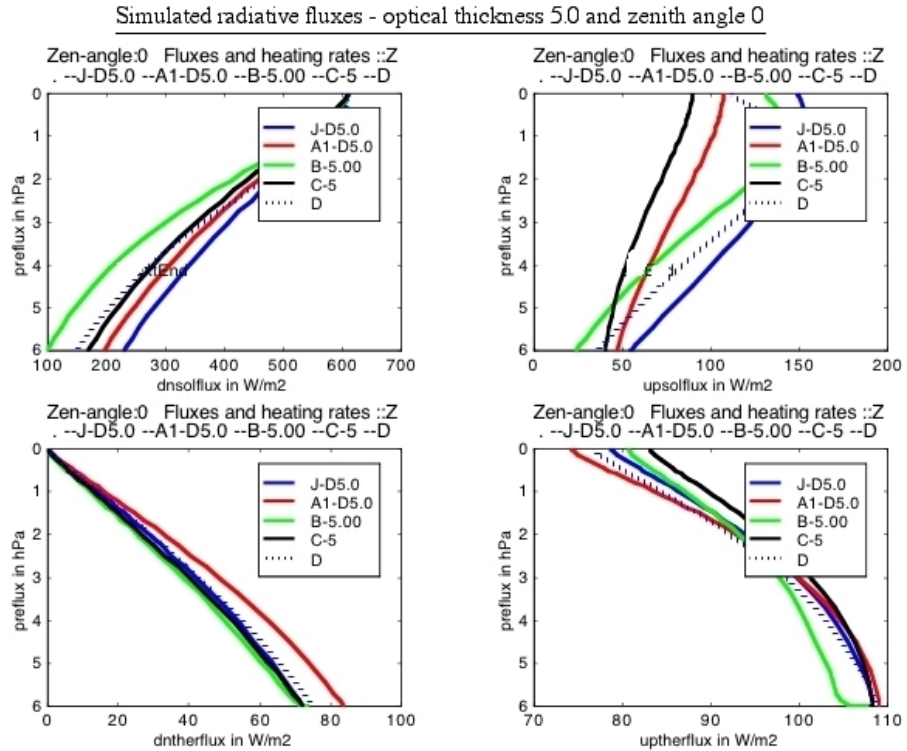 Simulated radiative fluxes - optical thickness 5.0 and zenith angle 0
Zen-angle:0 Fluxes and heating rates ::Z
. --J-D5.0 --A1-D5.0 --B-5.00 --C-5 --D
0
1
2
3
4
5
6
preflux in hPa
J-D5.0
A1-D5.0
B-5.00
C-5
D
100 200 300 400 500 600 700
dnsolflux in W/m2
Zen-angle:0 Fluxes and heating rates ::Z
. --J-D5.0 --A1-D5.0 --B-5.00 --C-5 --D
0
1
2
3
4
5
6
preflux in hPa
J-D5.0
A1-D5.0
B-5.00
C-5
D
0 50 100 150 200
upsolflux in W/m2
Zen-angle:0 Fluxes and heating rates ::Z
. --J-D5.0 --A1-D5.0 --B-5.00 --C-5 --D
0
1
2
3
4
5
6
preflux in hPa
J-D5.0
A1-D5.0
B-5.00
C-5
D
0 20 40 60 80 100
dntherflux in W/m2
Zen-angle:0 Fluxes and heating rates ::Z
. --J-D5.0 --A1-D5.0 --B-5.00 --C-5 --D
0
1
2
3
4
5
6
preflux in hPa
J-D5.0
A1-D5.0
B-5.00
C-5
D
70 80 90 100 110
uptherflux in W/m2